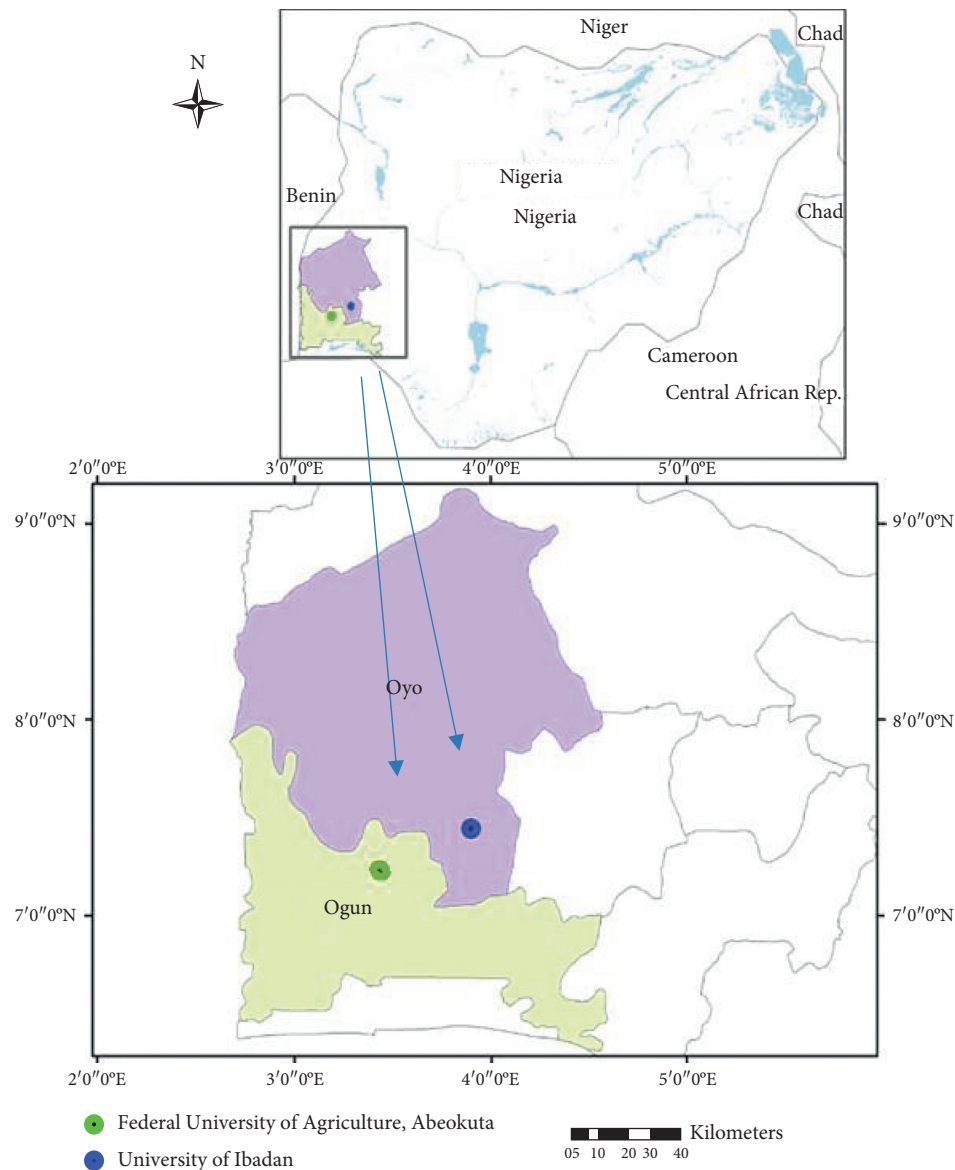 Niger
Chad
N
Nigeria
Benin
Nigeria
Chad
Cameroon
Central African Rep.
2′0″0ºE 3′0″0ºE 4′0″0ºE 5′0″0ºE
9′0″0ºN 9′0″0ºN
Oyo
8′0″0ºN 8′0″0ºN
Ogun
7′0″0ºN 7′0″0ºN
2′0″0ºE 3′0″0ºE 4′0″0ºE 5′0″0ºE
Federal University of Agriculture, Abeokuta
Kilometers
University of Ibadan
05 10 20 30 40